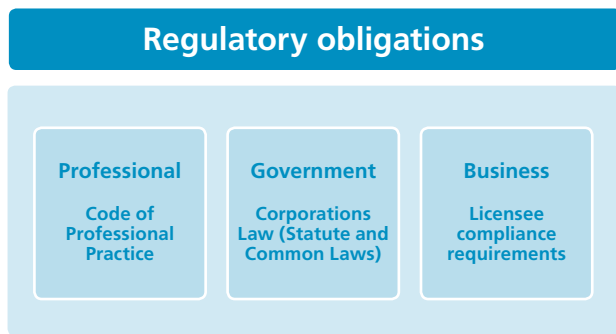 Regulatory obligations
Professional
Code of
Professional
Practice
Government
Corporations
Law (Statute and
Common Laws)
Business
Licensee
compliance
requirements